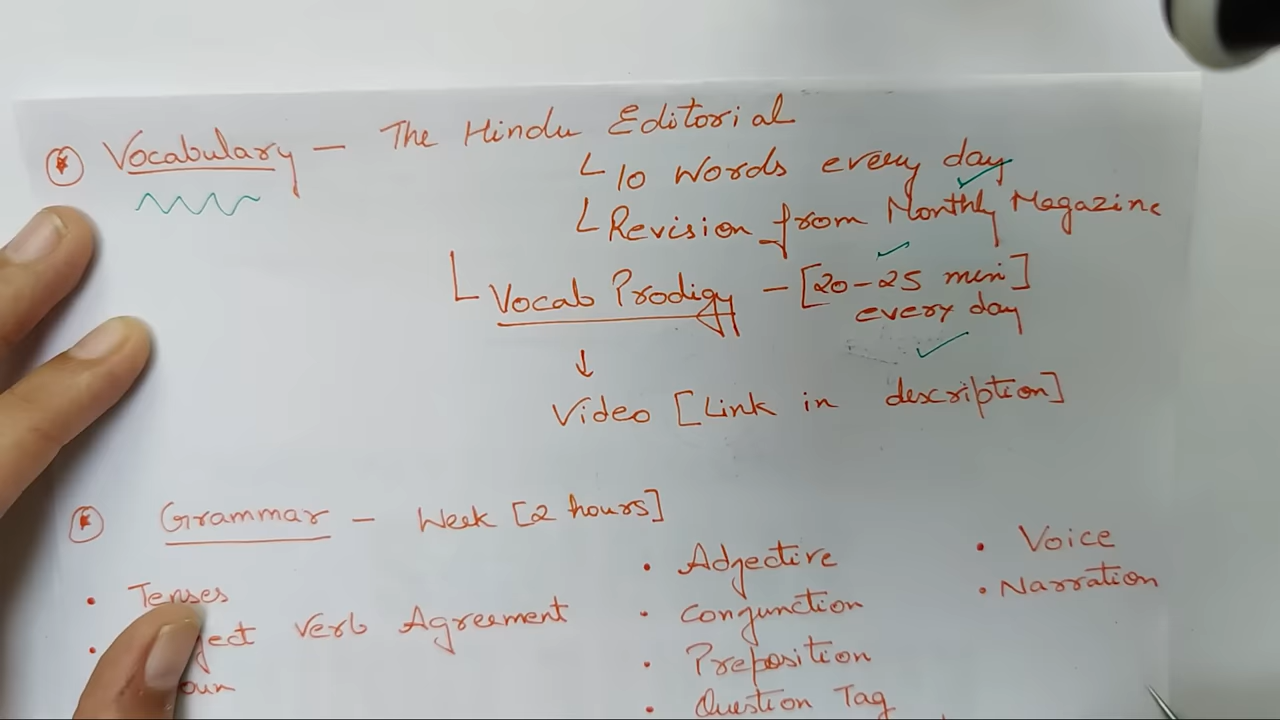 * Vocabulary – The Hindu Editorial
└ 10 Words every day
└ Revision from Monthly Magazine
└ Vocab Prodigy – [20–25 min]
every day
↓
Video [Link in description]
* Grammar – Week [2 hours]
• Tenses
• Verb Agreement
• Adjective
• Conjunction
• Preposition
• Question Tag
• Voice
• Narration